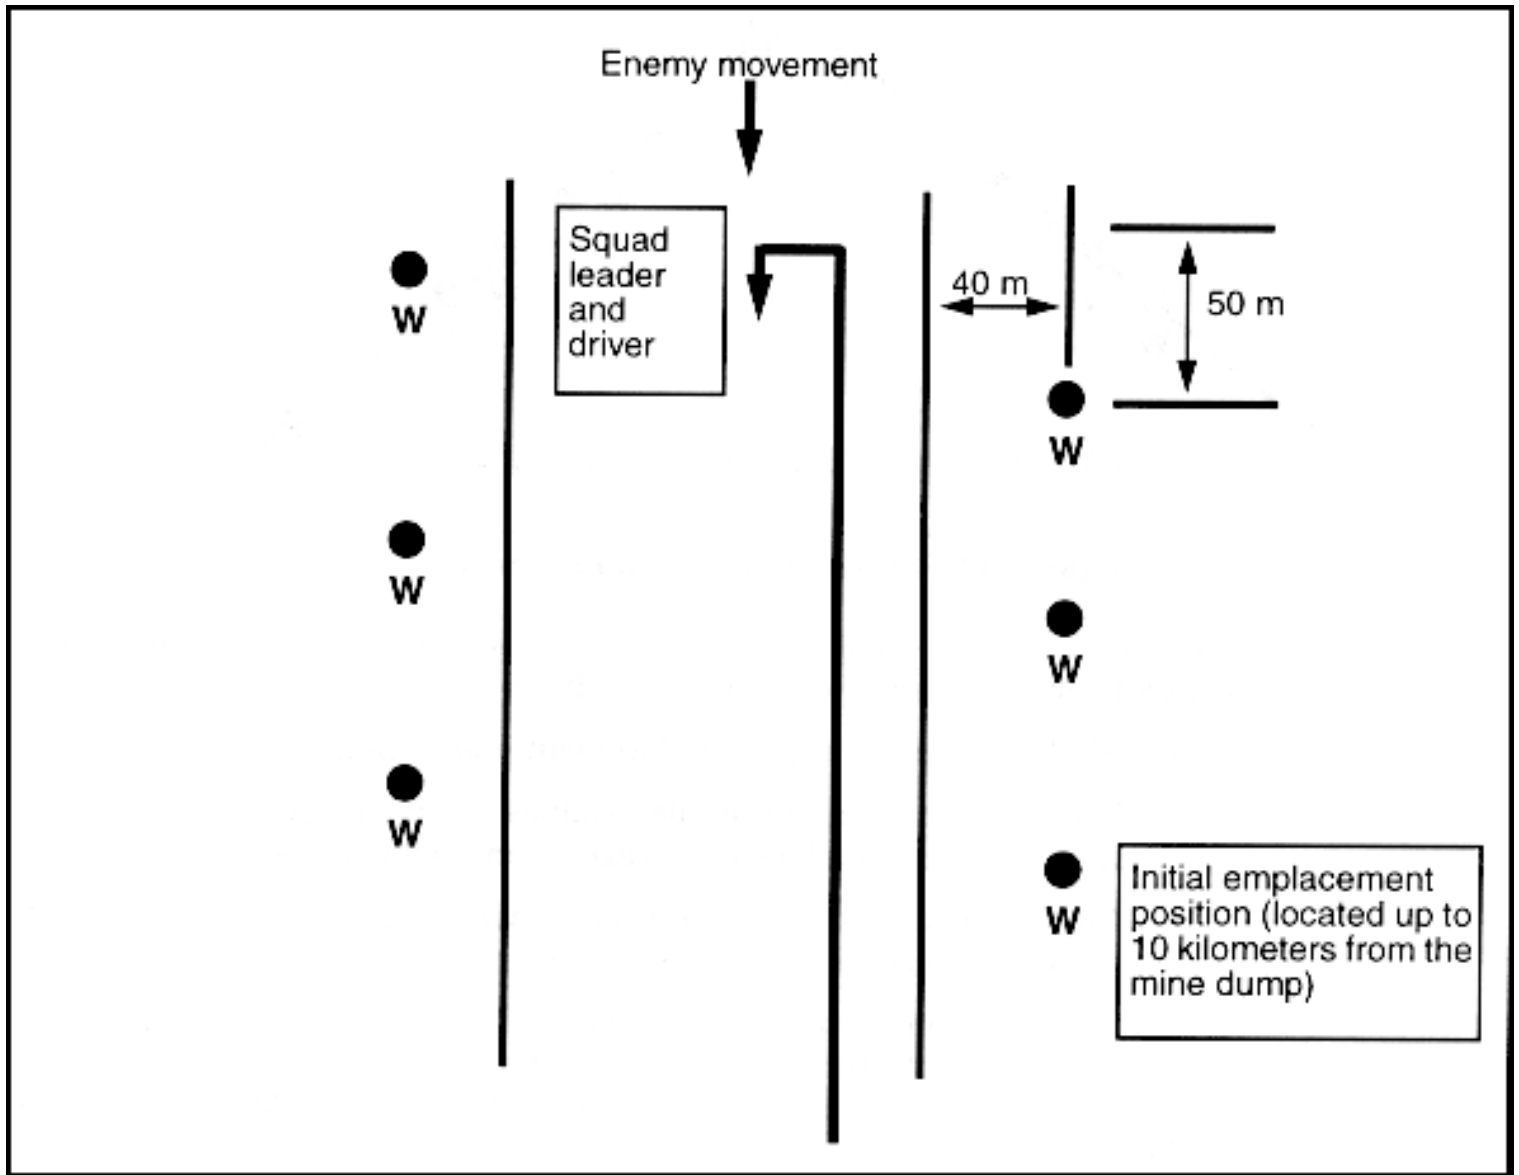 Enemy movement
Squad
leader
and
driver
40 m
50 m
W
W
W
W
W
W
Initial emplacement
position (located up to
10 kilometers from the
mine dump)